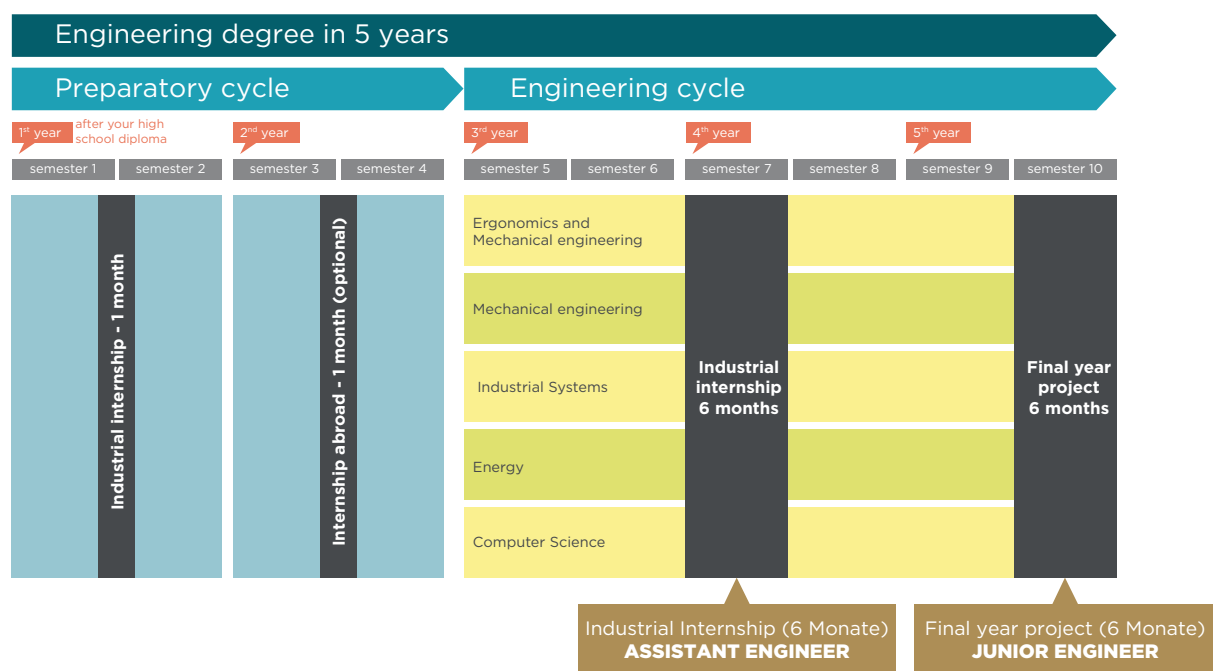 Engineering degree in 5 years
Preparatory cycle
Engineering cycle
1st year
after your high
school diploma
2nd year
3rd year
4th year
5th year
semester 1
semester 2
semester 3
semester 4
semester 5
semester 6
semester 7
semester 8
semester 9
semester 10
Industrial internship - 1 month
Internship abroad - 1 month (optional)
Ergonomics and
Mechanical engineering
Mechanical engineering
Industrial Systems
Energy
Computer Science
Industrial
internship
6 months
Final year
project
6 months
Industrial Internship (6 Monate)
ASSISTANT ENGINEER
Final year project (6 Monate)
JUNIOR ENGINEER